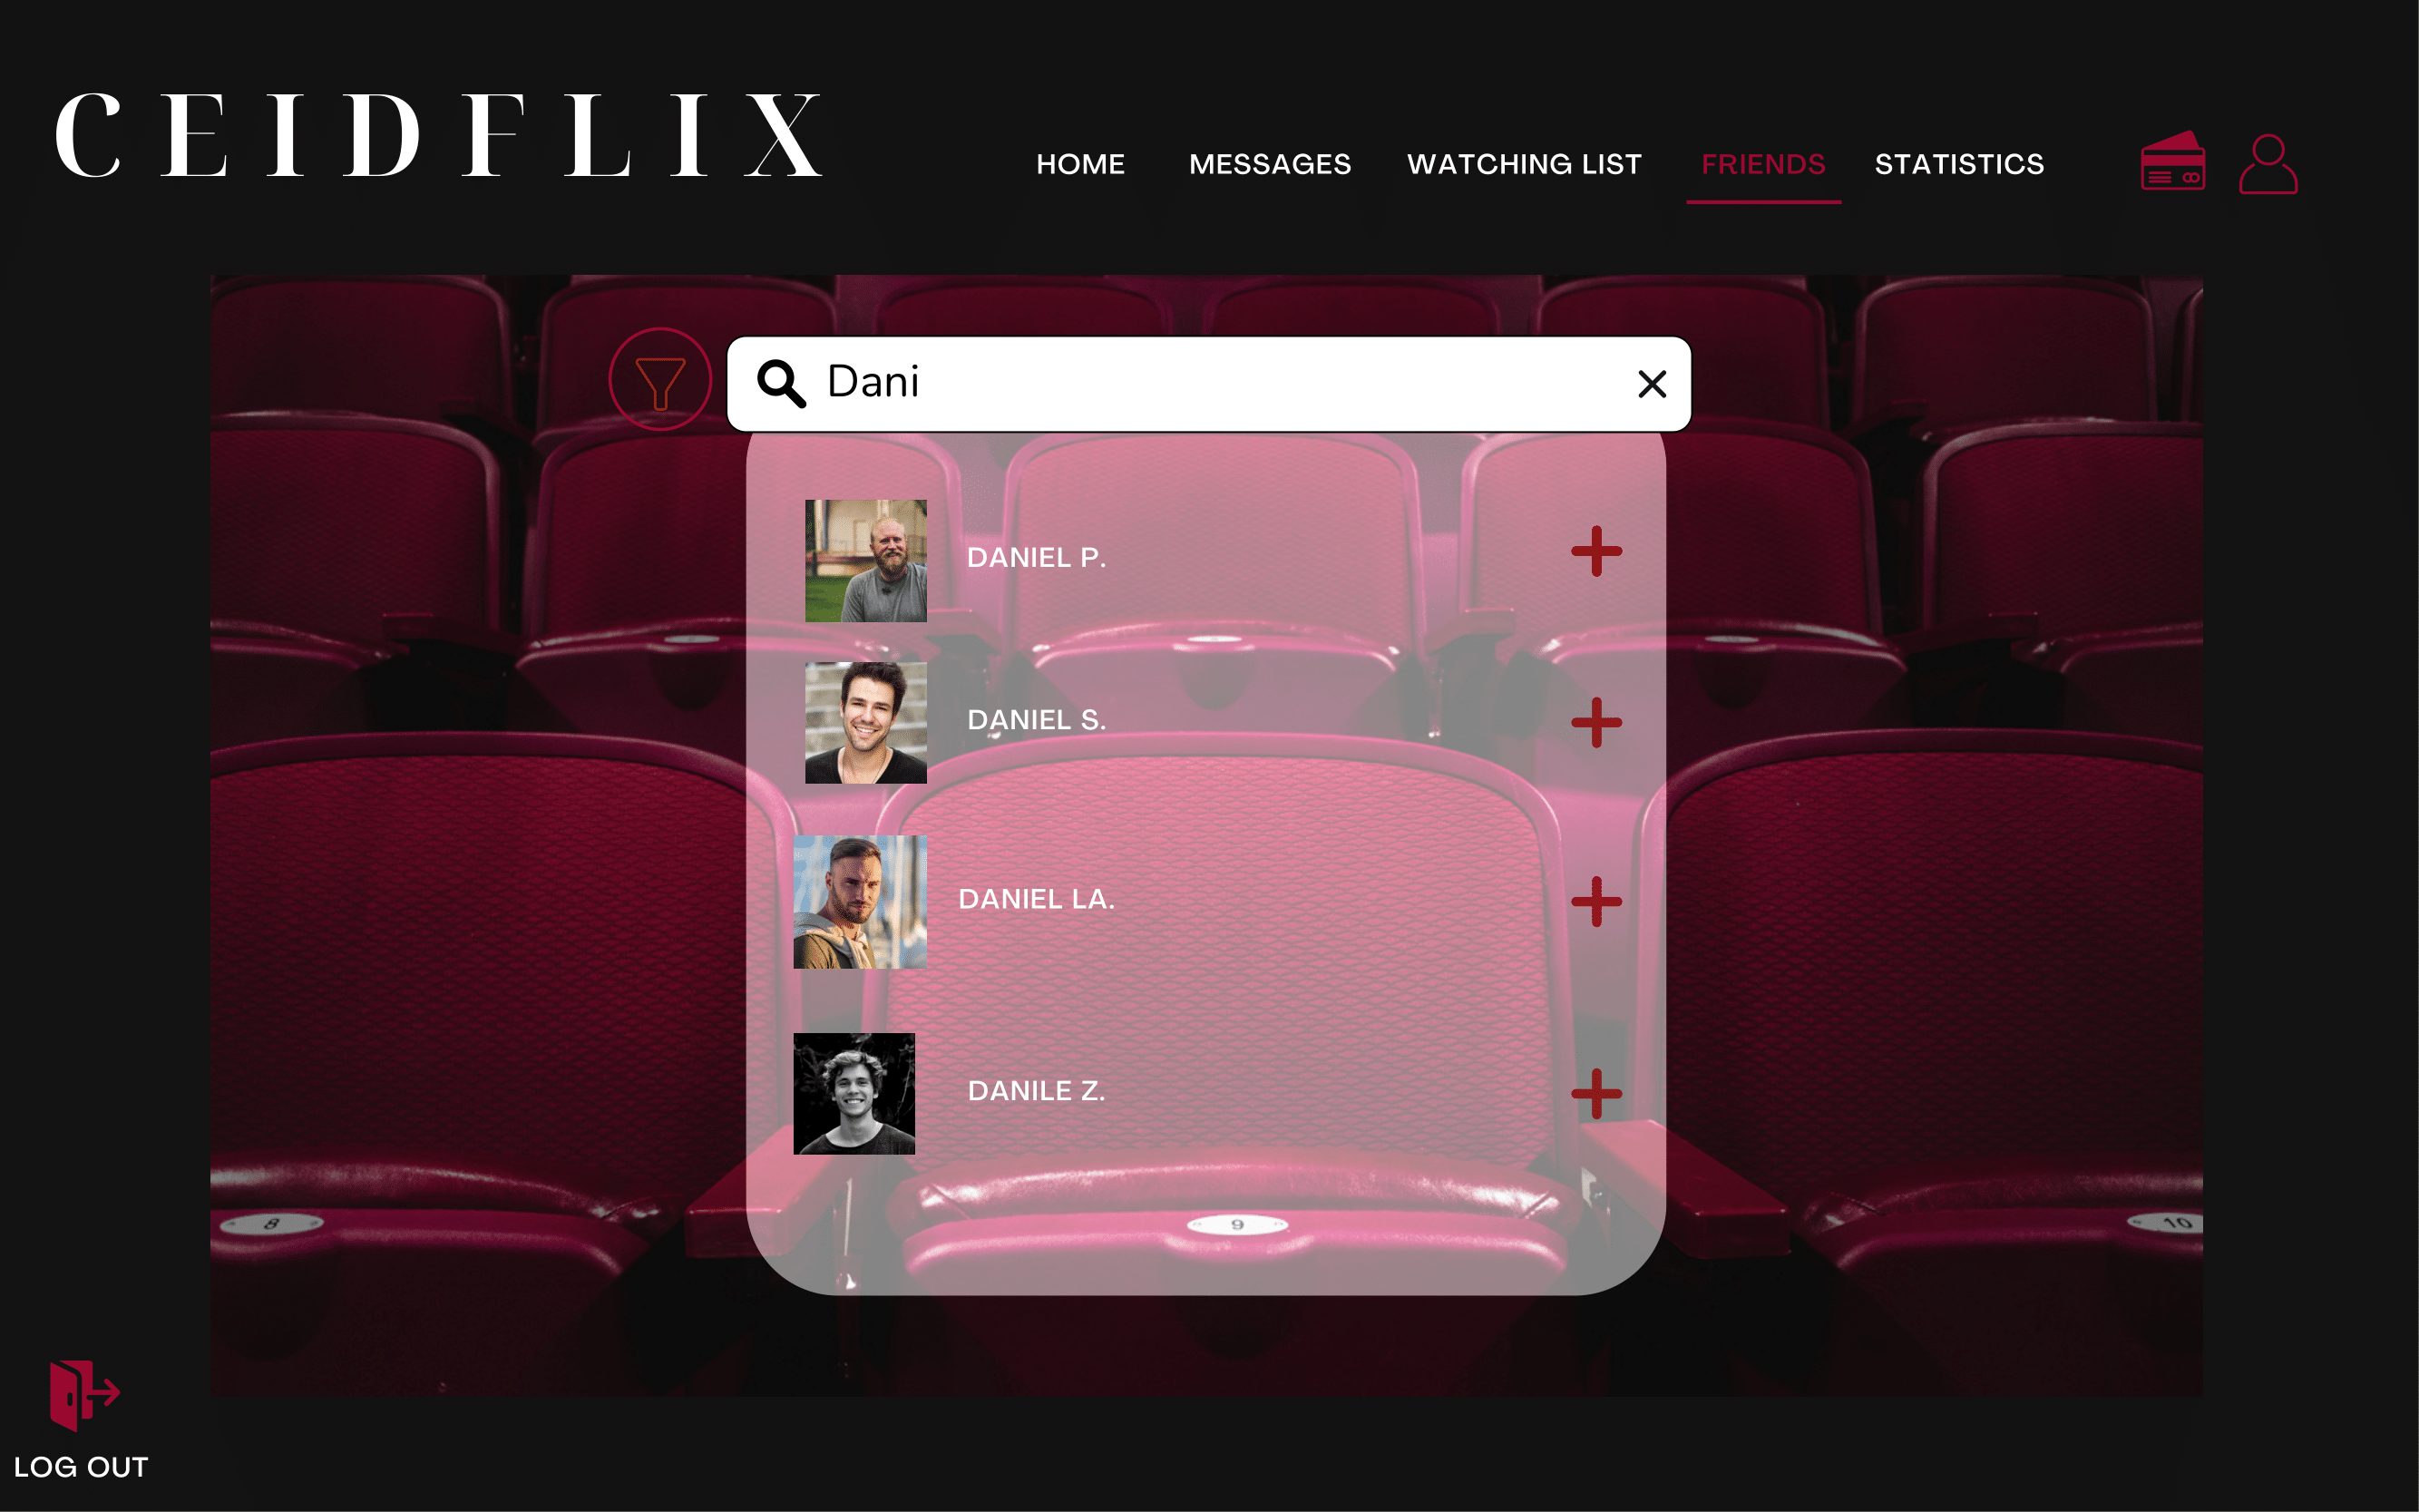 CEIDFLIX
HOME MESSAGES WATCHING LIST FRIENDS STATISTICS
Dani
DANIEL P.
DANIEL S.
DANIEL LA.
DANILE Z.
8 9 10
LOG OUT